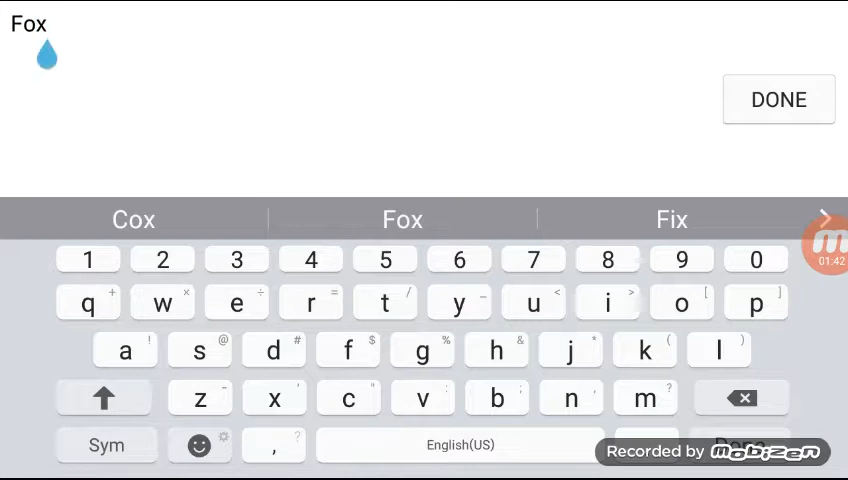 Fox
DONE
Cox Fox Fix
1 2 3 4 5 6 7 8 9 0
01:42
q + w × e ÷ r = t / y _ u < i > o [ p ]
a ! s @ d # f $ g % h & j * k ( l )
z - x ' c " v : b ; n , m ?
Sym , ? English(US)
Recorded by mobizen